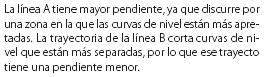 La línea A tiene mayor pendiente, ya que discurre por
una zona en la que las curvas de nivel están más apre-
tadas. La trayectoria de la línea B corta curvas de ni-
vel que están más separadas, por lo que ese trayecto
tiene una pendiente menor.